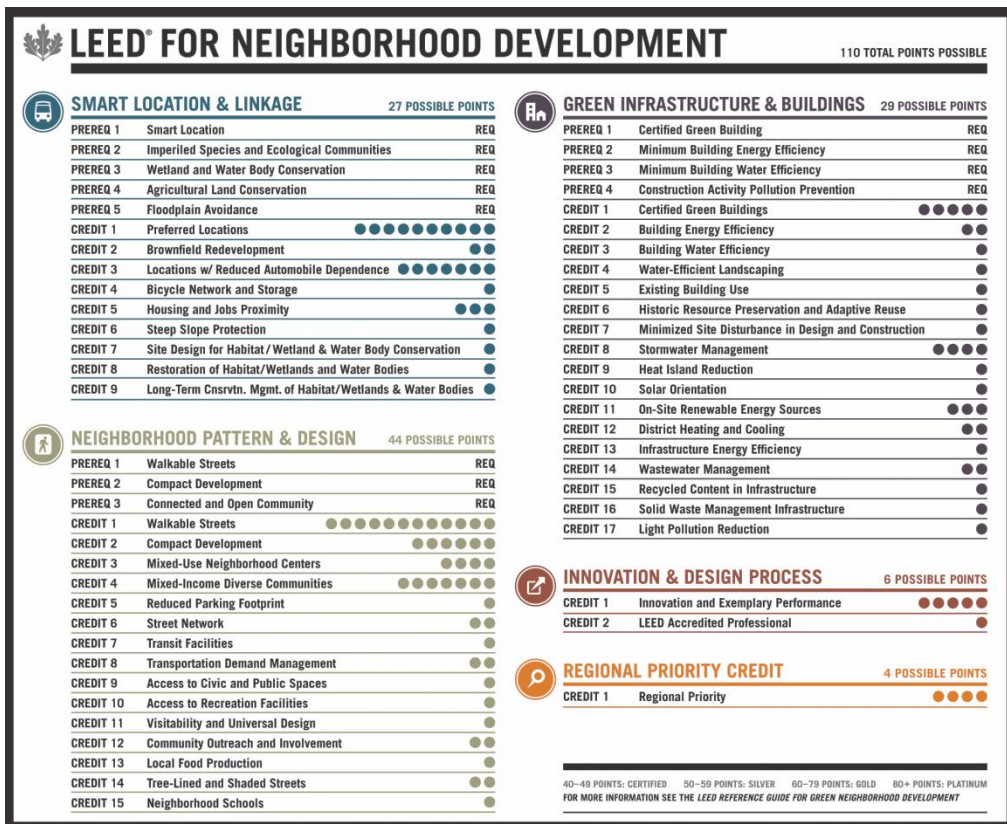 LEED® FOR NEIGHBORHOOD DEVELOPMENT 110 TOTAL POINTS POSSIBLE
SMART LOCATION & LINKAGE 27 POSSIBLE POINTS
PREREQ 1 Smart Location REQ
PREREQ 2 Imperiled Species and Ecological Communities REQ
PREREQ 3 Wetland and Water Body Conservation REQ
PREREQ 4 Agricultural Land Conservation REQ
PREREQ 5 Floodplain Avoidance REQ
CREDIT 1 Preferred Locations
CREDIT 2 Brownfield Redevelopment
CREDIT 3 Locations w/ Reduced Automobile Dependence
CREDIT 4 Bicycle Network and Storage
CREDIT 5 Housing and Jobs Proximity
CREDIT 6 Steep Slope Protection
CREDIT 7 Site Design for Habitat/Wetland & Water Body Conservation
CREDIT 8 Restoration of Habitat/Wetlands and Water Bodies
CREDIT 9 Long-Term Cnsrvtn. Mgmt. of Habitat/Wetlands & Water Bodies
NEIGHBORHOOD PATTERN & DESIGN 44 POSSIBLE POINTS
PREREQ 1 Walkable Streets REQ
PREREQ 2 Compact Development REQ
PREREQ 3 Connected and Open Community REQ
CREDIT 1 Walkable Streets
CREDIT 2 Compact Development
CREDIT 3 Mixed-Use Neighborhood Centers
CREDIT 4 Mixed-Income Diverse Communities
CREDIT 5 Reduced Parking Footprint
CREDIT 6 Street Network
CREDIT 7 Transit Facilities
CREDIT 8 Transportation Demand Management
CREDIT 9 Access to Civic and Public Spaces
CREDIT 10 Access to Recreation Facilities
CREDIT 11 Visitability and Universal Design
CREDIT 12 Community Outreach and Involvement
CREDIT 13 Local Food Production
CREDIT 14 Tree-Lined and Shaded Streets
CREDIT 15 Neighborhood Schools
GREEN INFRASTRUCTURE & BUILDINGS 29 POSSIBLE POINTS
PREREQ 1 Certified Green Building REQ
PREREQ 2 Minimum Building Energy Efficiency REQ
PREREQ 3 Minimum Building Water Efficiency REQ
PREREQ 4 Construction Activity Pollution Prevention REQ
CREDIT 1 Certified Green Buildings
CREDIT 2 Building Energy Efficiency
CREDIT 3 Building Water Efficiency
CREDIT 4 Water-Efficient Landscaping
CREDIT 5 Existing Building Use
CREDIT 6 Historic Resource Preservation and Adaptive Reuse
CREDIT 7 Minimized Site Disturbance in Design and Construction
CREDIT 8 Stormwater Management
CREDIT 9 Heat Island Reduction
CREDIT 10 Solar Orientation
CREDIT 11 On-Site Renewable Energy Sources
CREDIT 12 District Heating and Cooling
CREDIT 13 Infrastructure Energy Efficiency
CREDIT 14 Wastewater Management
CREDIT 15 Recycled Content in Infrastructure
CREDIT 16 Solid Waste Management Infrastructure
CREDIT 17 Light Pollution Reduction
INNOVATION & DESIGN PROCESS 6 POSSIBLE POINTS
CREDIT 1 Innovation and Exemplary Performance
CREDIT 2 LEED Accredited Professional
REGIONAL PRIORITY CREDIT 4 POSSIBLE POINTS
CREDIT 1 Regional Priority
40–49 POINTS: CERTIFIED 50–59 POINTS: SILVER 60–79 POINTS: GOLD 80+ POINTS: PLATINUM
FOR MORE INFORMATION SEE THE LEED REFERENCE GUIDE FOR GREEN NEIGHBORHOOD DEVELOPMENT